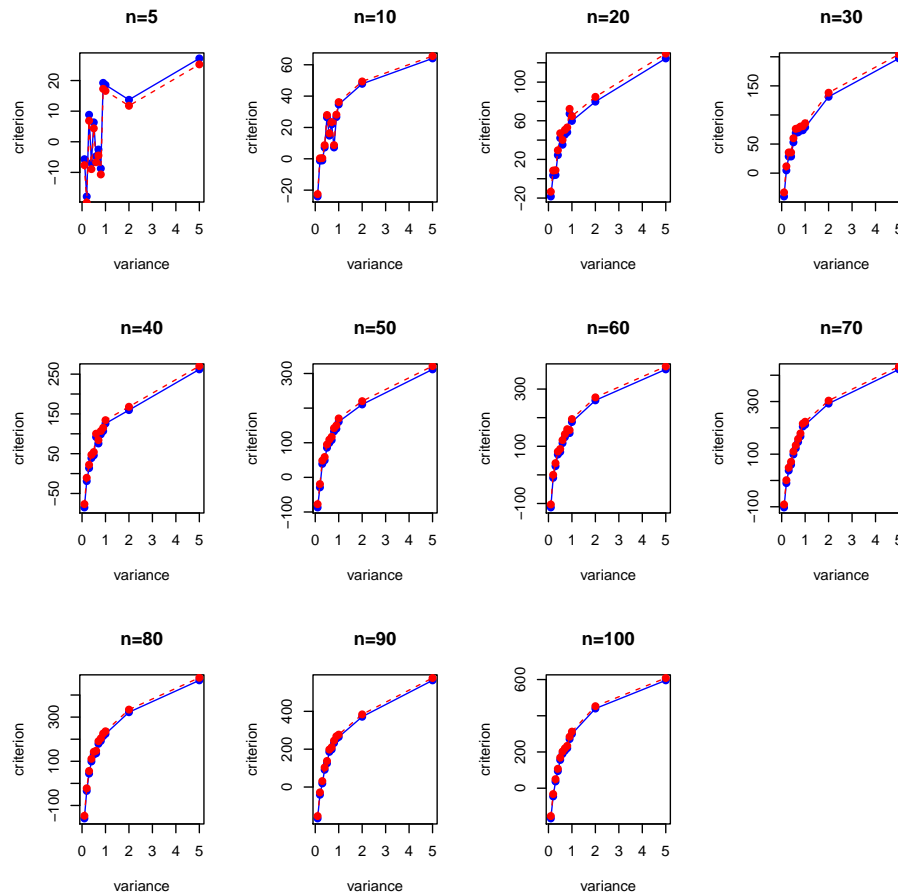 n=5
20
10
0
−10
criterion
0 1 2 3 4 5
variance
n=10
60
40
20
0
20
criterion
0 1 2 3 4 5
variance
n=20
100
60
20
−20
criterion
0 1 2 3 4 5
variance
n=30
150
50
0
criterion
0 1 2 3 4 5
variance
n=40
250
150
50
−50
criterion
0 1 2 3 4 5
variance
n=50
300
100
0
−100
criterion
0 1 2 3 4 5
variance
n=60
300
100
−100
criterion
0 1 2 3 4 5
variance
n=70
300
100
−100
criterion
0 1 2 3 4 5
variance
n=80
300
100
−100
criterion
0 1 2 3 4 5
variance
n=90
400
200
0
criterion
0 1 2 3 4 5
variance
n=100
600
400
200
0
criterion
0 1 2 3 4 5
variance